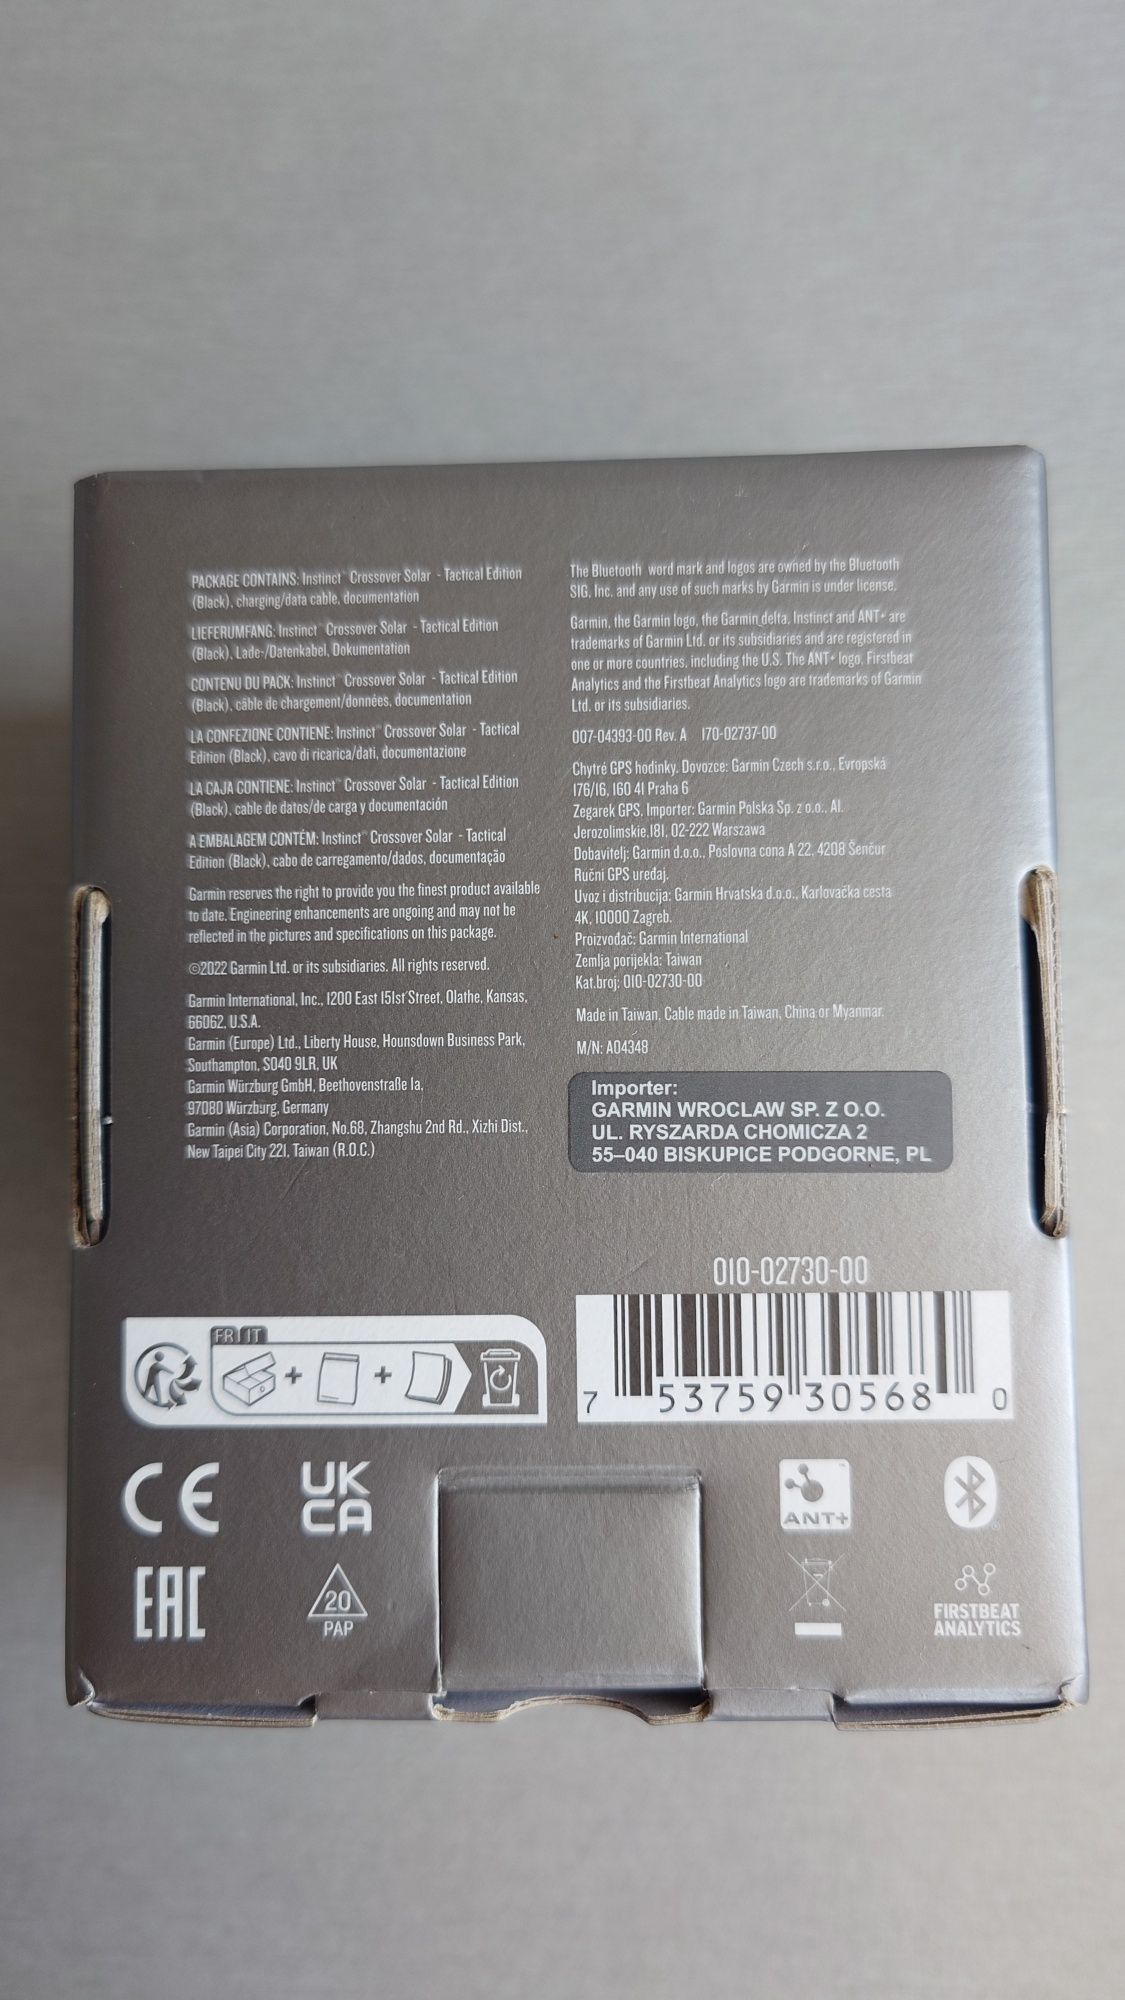 PACKAGE CONTAINS: Instinct™ Crossover Solar - Tactical Edition
(Black), charging/data cable, documentation
LIEFERUMFANG: Instinct™ Crossover Solar - Tactical Edition
(Black), Lade-/Datenkabel, Dokumentation
CONTENU DU PACK: Instinct™ Crossover Solar - Tactical Edition
(Black), câble de chargement/données, documentation
LA CONFEZIONE CONTIENE: Instinct™ Crossover Solar - Tactical
Edition (Black), cavo di ricarica/dati, documentazione
LA CAJA CONTIENE: Instinct™ Crossover Solar - Tactical Edition
(Black), cable de datos/de carga y documentación
A EMBALAGEM CONTÉM: Instinct™ Crossover Solar - Tactical
Edition (Black), cabo de carregamento/dados, documentação
Garmin reserves the right to provide you the finest product available
to date. Engineering enhancements are ongoing and may not be
reflected in the pictures and specifications on this package.
©2022 Garmin Ltd. or its subsidiaries. All rights reserved.
Garmin International, Inc., 1200 East 151st Street, Olathe, Kansas,
66062, U.S.A.
Garmin (Europe) Ltd., Liberty House, Hounsdown Business Park,
Southampton, SO40 9LR, UK
Garmin Würzburg GmbH, Beethovenstraße 1a,
97080 Würzburg, Germany
Garmin (Asia) Corporation, No.68, Zhangshu 2nd Rd., Xizhi Dist.,
New Taipei City 221, Taiwan (R.O.C.)
The Bluetooth word mark and logos are owned by the Bluetooth
SIG, Inc. and any use of such marks by Garmin is under license.
Garmin, the Garmin logo, the Garmin delta, Instinct and ANT+ are
trademarks of Garmin Ltd. or its subsidiaries and are registered in
one or more countries, including the U.S. The ANT+ logo, Firstbeat
Analytics and the Firstbeat Analytics logo are trademarks of Garmin
Ltd. or its subsidiaries.
007-04393-00 Rev. A 170-02737-00
Chytré GPS hodinky. Dovozce: Garmin Czech s.r.o., Evropská
176/16, 160 41 Praha 6
Zegarek GPS. Importer: Garmin Polska Sp. z o.o., Al.
Jerozolimskie,181, 02-222 Warszawa
Dobavitelj: Garmin d.o.o., Poslovna cona A 22, 4208 Šenčur
Ručni GPS uređaj.
Uvoz i distribucija: Garmin Hrvatska d.o.o., Karlovačka cesta
4K, 10000 Zagreb.
Proizvođač: Garmin International
Zemlja porijekla: Taiwan
Kat.broj: 010-02730-00
Made in Taiwan, Cable made in Taiwan, China or Myanmar.
M/N: A04348
Importer:
GARMIN WROCLAW SP. Z O.O.
UL. RYSZARDA CHOMICZA 2
55–040 BISKUPICE PODGORNE, PL
010-02730-00
7 53759 30568 0
FR IT
CE
UK
CA
ANT+
EAC
20
PAP
FIRSTBEAT
ANALYTICS